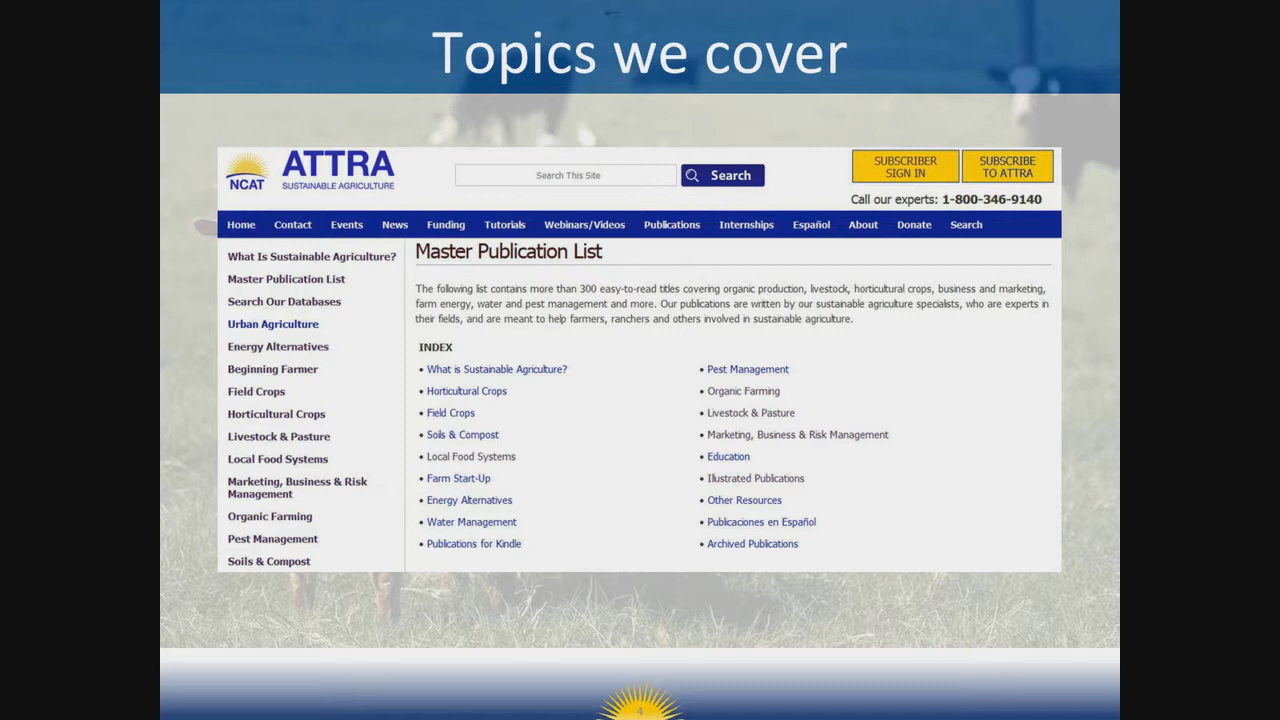 Topics we cover
NCAT
ATTRA
SUSTAINABLE AGRICULTURE
Search This Site
Search
SUBSCRIBER
SIGN IN
SUBSCRIBE
TO ATTRA
Call our experts: 1-800-346-9140
Home Contact Events News Funding Tutorials Webinars/Videos Publications Internships Español About Donate Search
What Is Sustainable Agriculture?
Master Publication List
Search Our Databases
Urban Agriculture
Energy Alternatives
Beginning Farmer
Field Crops
Horticultural Crops
Livestock & Pasture
Local Food Systems
Marketing, Business & Risk
Management
Organic Farming
Pest Management
Soils & Compost
Master Publication List
The following list contains more than 300 easy-to-read titles covering organic production, livestock, horticultural crops, business and marketing,
farm energy, water and pest management and more. Our publications are written by our sustainable agriculture specialists, who are experts in
their fields, and are meant to help farmers, ranchers and others involved in sustainable agriculture.
INDEX
• What is Sustainable Agriculture?
• Horticultural Crops
• Field Crops
• Soils & Compost
• Local Food Systems
• Farm Start-Up
• Energy Alternatives
• Water Management
• Publications for Kindle
• Pest Management
• Organic Farming
• Livestock & Pasture
• Marketing, Business & Risk Management
• Education
• Illustrated Publications
• Other Resources
• Publicaciones en Español
• Archived Publications
4